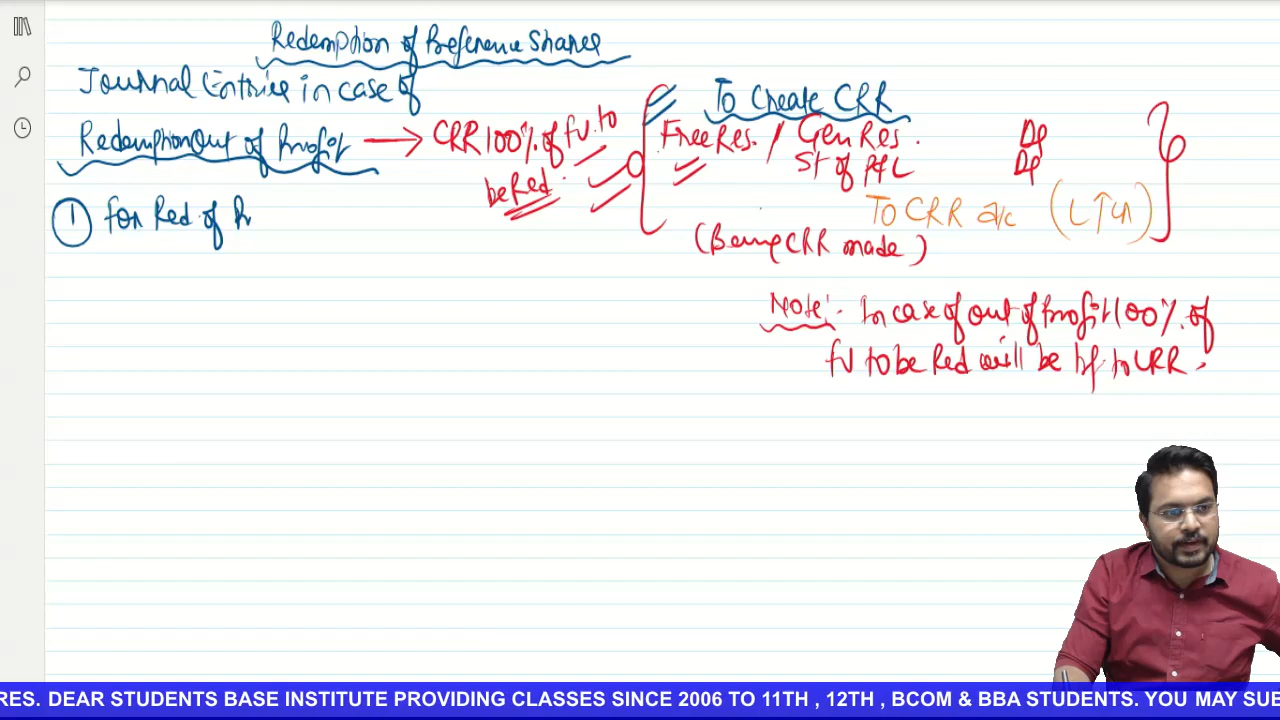 Redemption of Preference Shares
Journal Entries in case of
Redemption Out of Profit → CRR 100% of FV to be Red.
① for Red of
To Create CRR
Free Res. / Gen Res. Dr
St of P&L Dr
To CRR a/c (L↑Cr)
(Being CRR made)
Note:- In case of out of Profit 100% of
FV to be Red will be tf to CRR.
RES. DEAR STUDENTS BASE INSTITUTE PROVIDING CLASSES SINCE 2006 TO 11TH , 12TH , BCOM & BBA STUDENTS. YOU MAY SUB